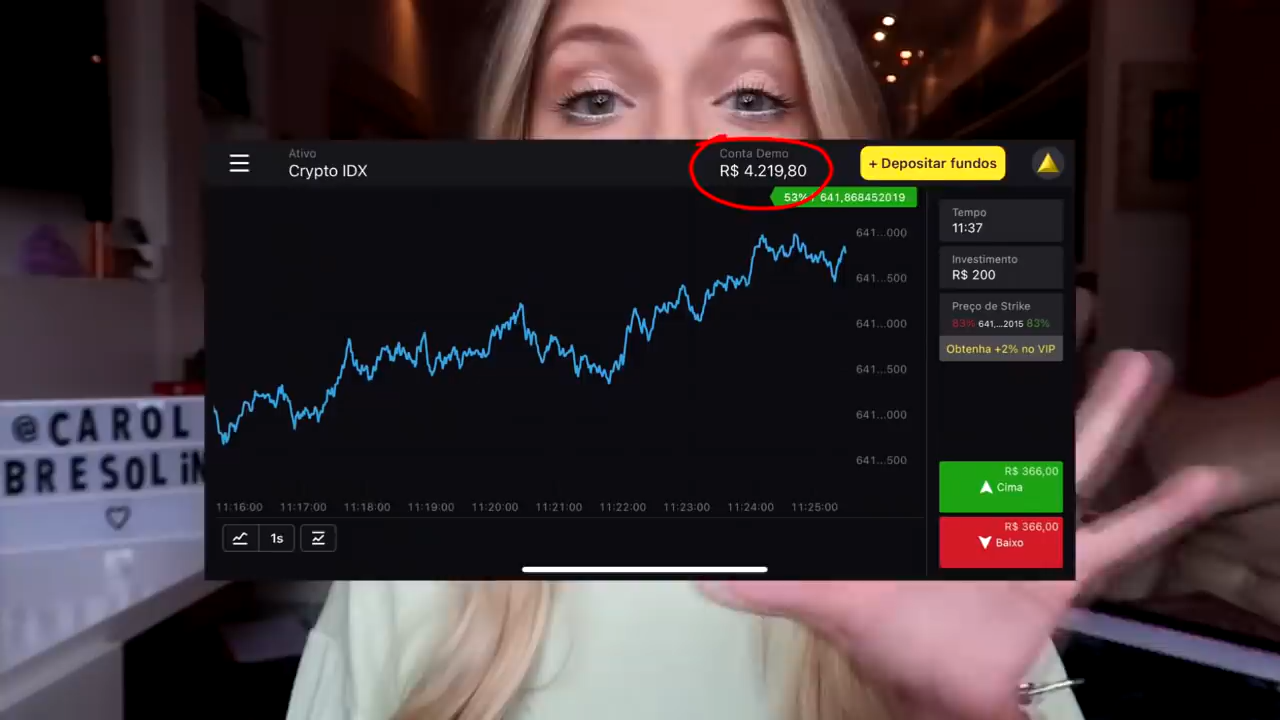 Ativo
Crypto IDX
Conta Demo
R$ 4.219,80
+ Depositar fundos
53%
641,868452019
641...000
641...500
641...000
641...500
641...000
641...500
Tempo
11:37
Investimento
R$ 200
Preço de Strike
83% 641,...2015 83%
Obtenha +2% no VIP
R$ 366,00
Cima
R$ 366,00
Baixo
11:16:00 11:17:00 11:18:00 11:19:00 11:20:00 11:21:00 11:22:00 11:23:00 11:24:00 11:25:00
1s
@CAROL
BRESOLIN